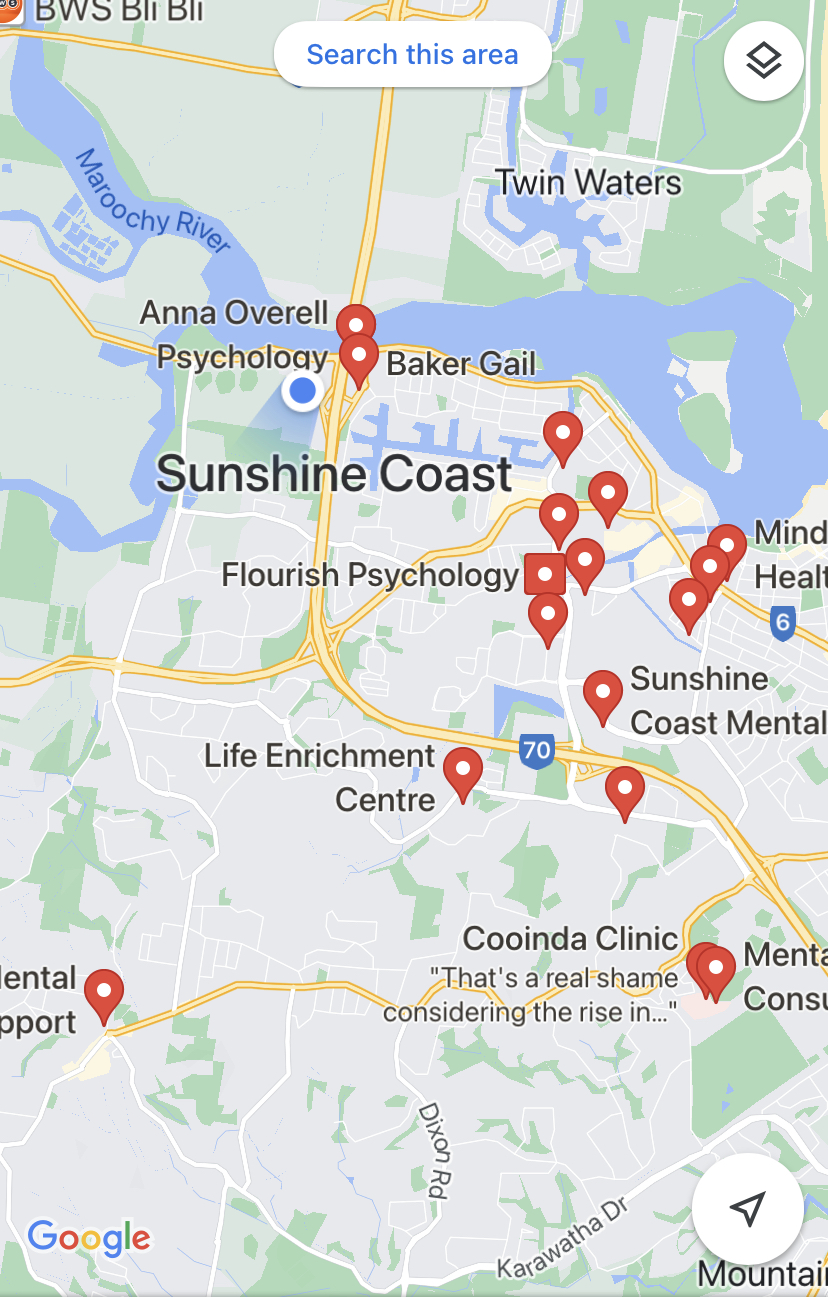 BWS Bli Bli
Search this area
Twin Waters
Maroochy River
Anna Overell
Psychology
Baker Gail
Sunshine Coast
Mind
Healt
Flourish Psychology
6
Sunshine
Coast Mental
70
Life Enrichment
Centre
Cooinda Clinic
"That's a real shame
considering the rise in..."
Menta
Consu
ental
pport
Dixon Rd
Karawatha Dr
Google
Mountain